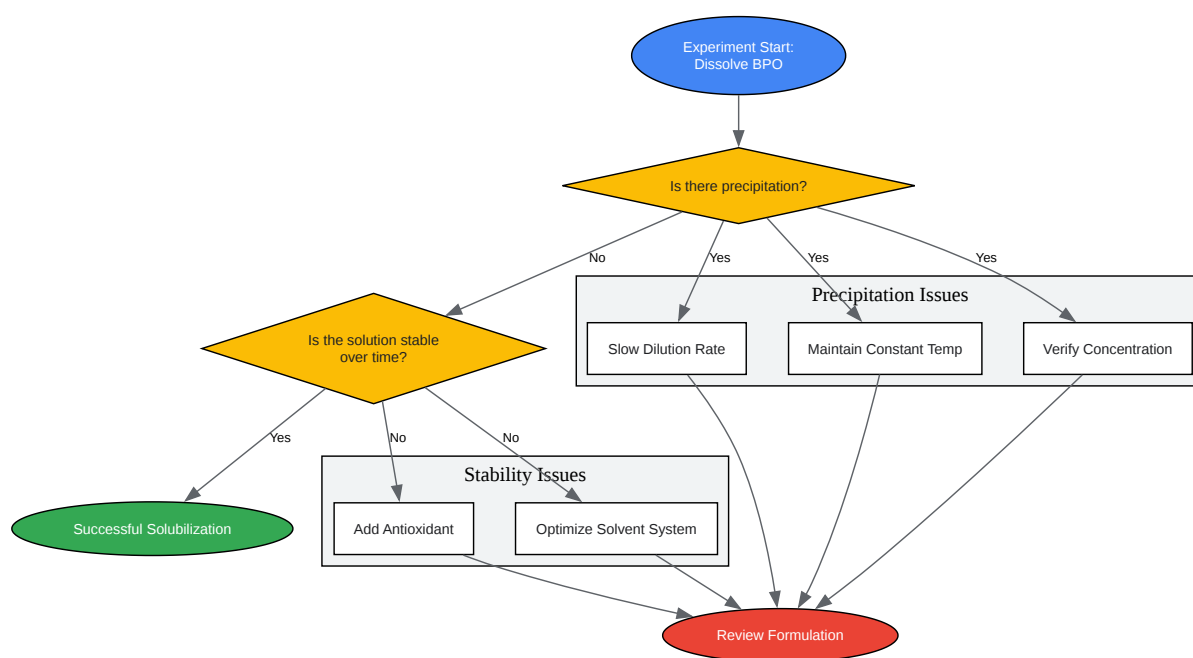 Experiment Start:
Dissolve BPO
Is there precipitation?
No
Yes
Yes
Yes
Precipitation Issues
Slow Dilution Rate
Maintain Constant Temp
Verify Concentration
Is the solution stable
over time?
Yes
No
No
Stability Issues
Add Antioxidant
Optimize Solvent System
Successful Solubilization
Review Formulation